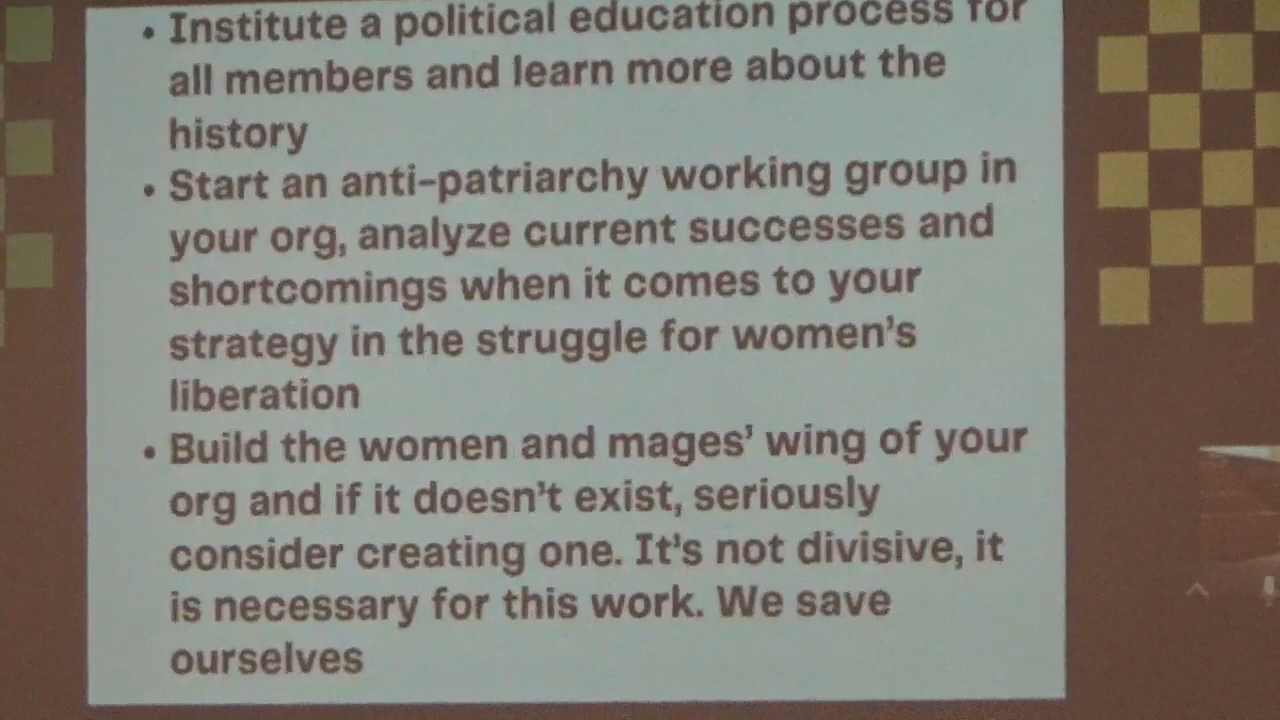 • Institute a political education process for
all members and learn more about the
history
• Start an anti-patriarchy working group in
your org, analyze current successes and
shortcomings when it comes to your
strategy in the struggle for women's
liberation
• Build the women and mages' wing of your
org and if it doesn't exist, seriously
consider creating one. It's not divisive, it
is necessary for this work. We save
ourselves